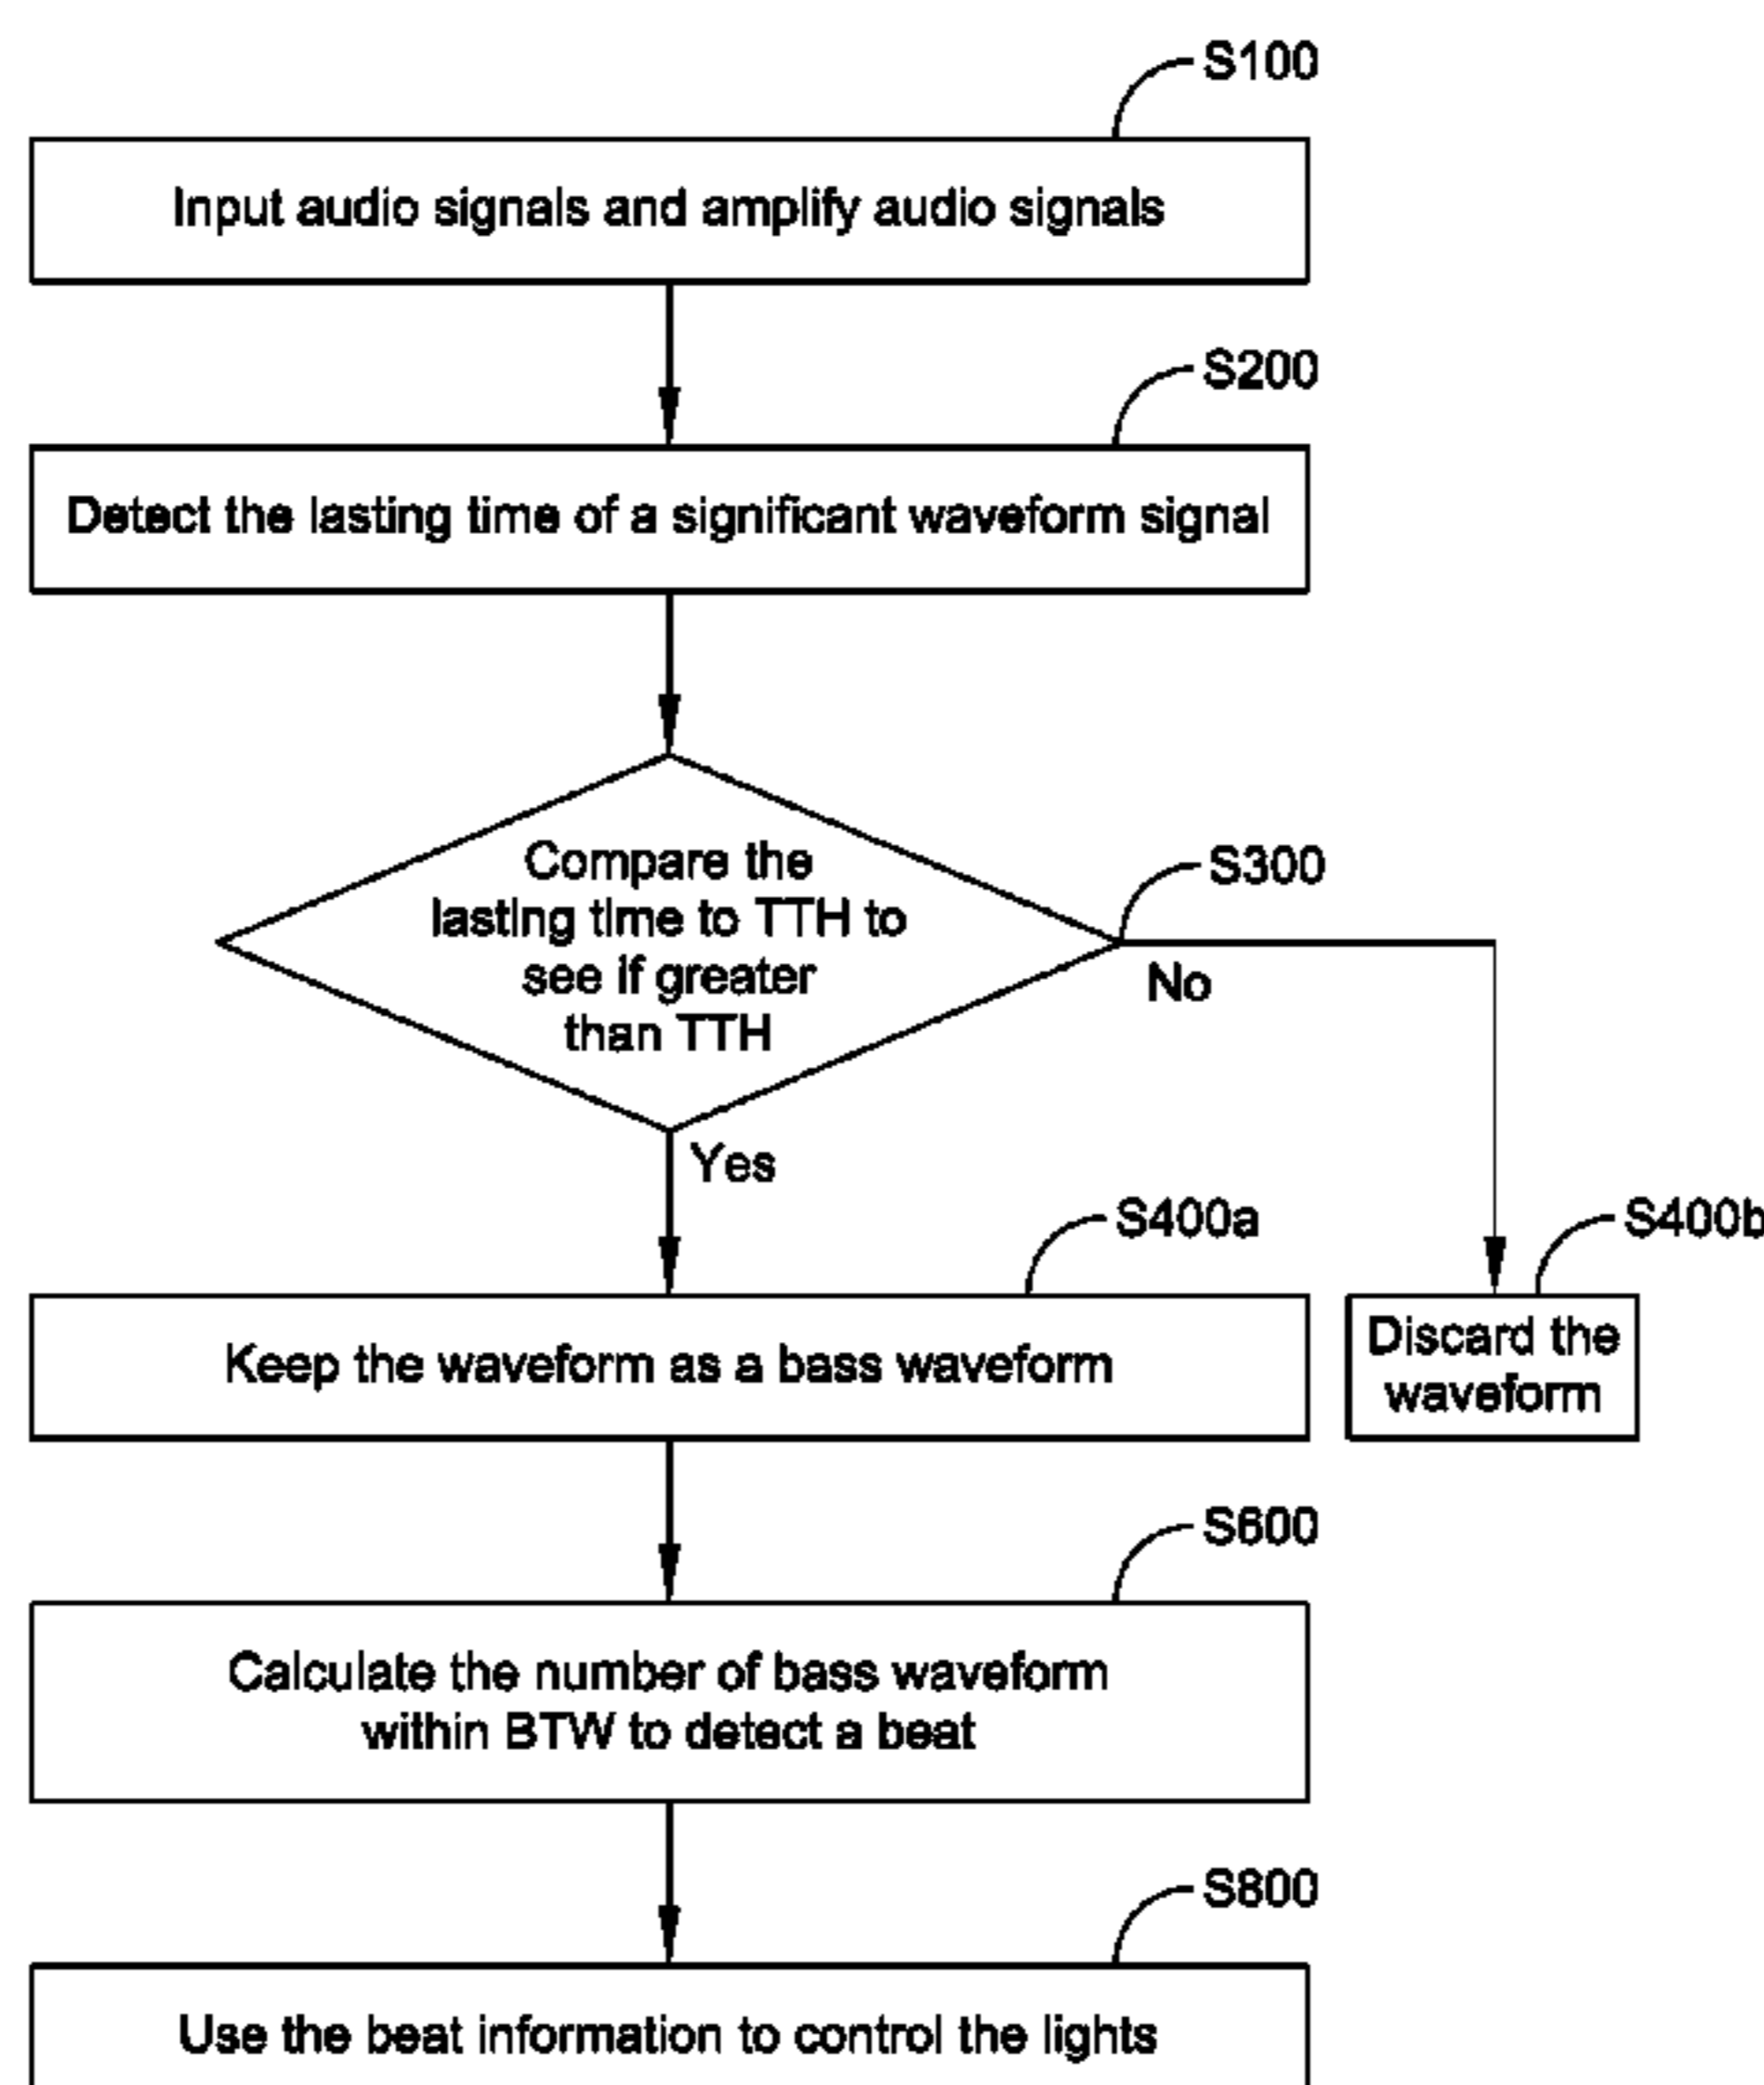 S100
Input audio signals and amplify audio signals
S200
Detect the lasting time of a significant waveform signal
Compare the
lasting time to TTH to
see if greater
than TTH
S300
No
Yes
S400a
S400b
Keep the waveform as a bass waveform
Discard the
waveform
S600
Calculate the number of bass waveform
within BTW to detect a beat
S800
Use the beat information to control the lights